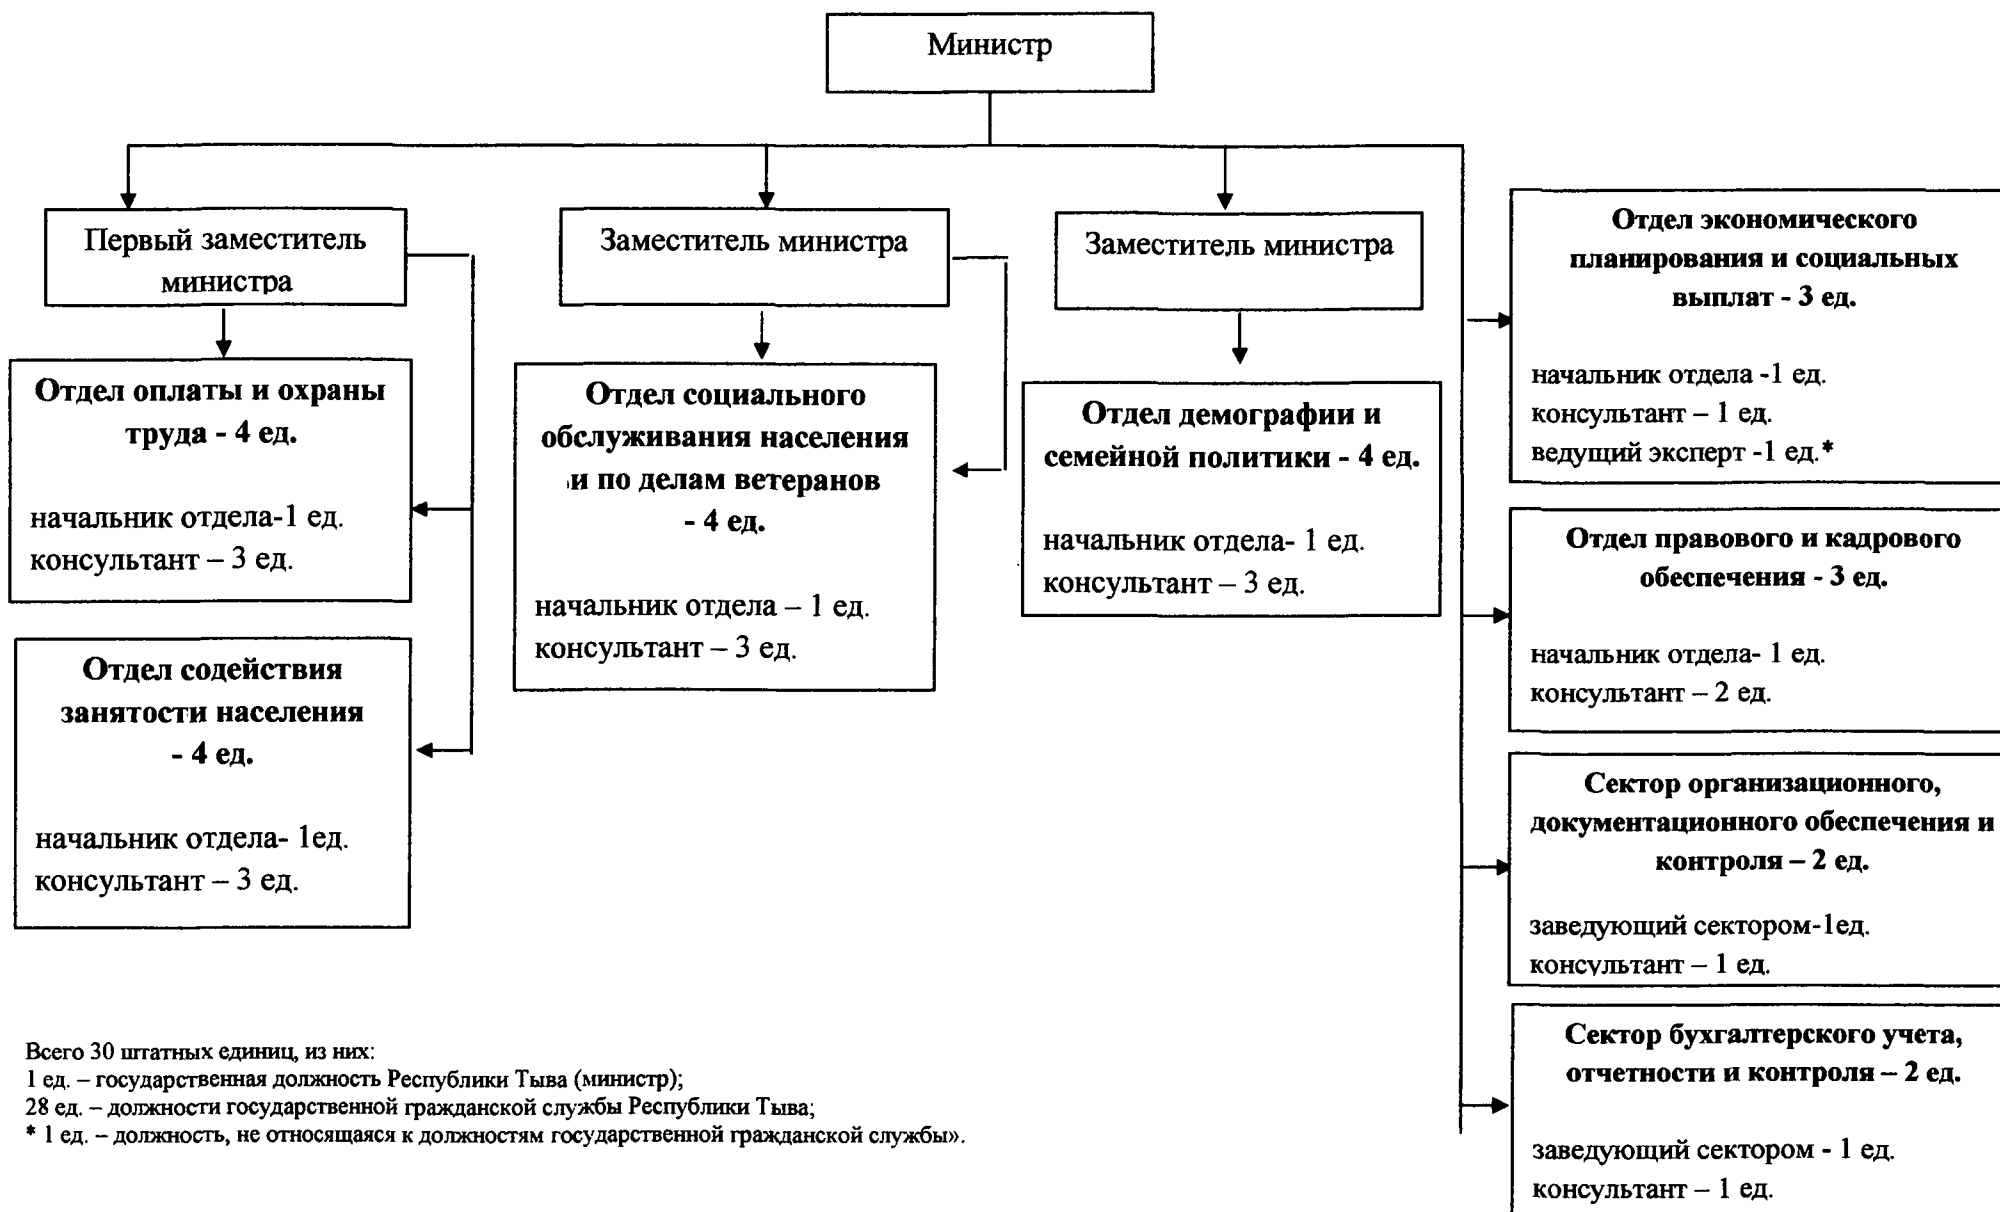 Министр
Первый заместитель
министра
Заместитель министра
Заместитель министра
Отдел оплаты и охраны
труда - 4 ед.
начальник отдела-1 ед.
консультант – 3 ед.
Отдел содействия
занятости населения
- 4 ед.
начальник отдела- 1ед.
консультант – 3 ед.
Отдел социального
обслуживания населения
и по делам ветеранов
- 4 ед.
начальник отдела – 1 ед.
консультант – 3 ед.
Отдел демографии и
семейной политики - 4 ед.
начальник отдела- 1 ед.
консультант – 3 ед.
Отдел экономического
планирования и социальных
выплат - 3 ед.
начальник отдела -1 ед.
консультант – 1 ед.
ведущий эксперт -1 ед.*
Отдел правового и кадрового
обеспечения - 3 ед.
начальник отдела- 1 ед.
консультант – 2 ед.
Сектор организационного,
документационного обеспечения и
контроля – 2 ед.
заведующий сектором-1ед.
консультант – 1 ед.
Сектор бухгалтерского учета,
отчетности и контроля – 2 ед.
заведующий сектором - 1 ед.
консультант – 1 ед.
Всего 30 штатных единиц, из них:
1 ед. – государственная должность Республики Тыва (министр);
28 ед. – должности государственной гражданской службы Республики Тыва;
* 1 ед. – должность, не относящаяся к должностям государственной гражданской службы».